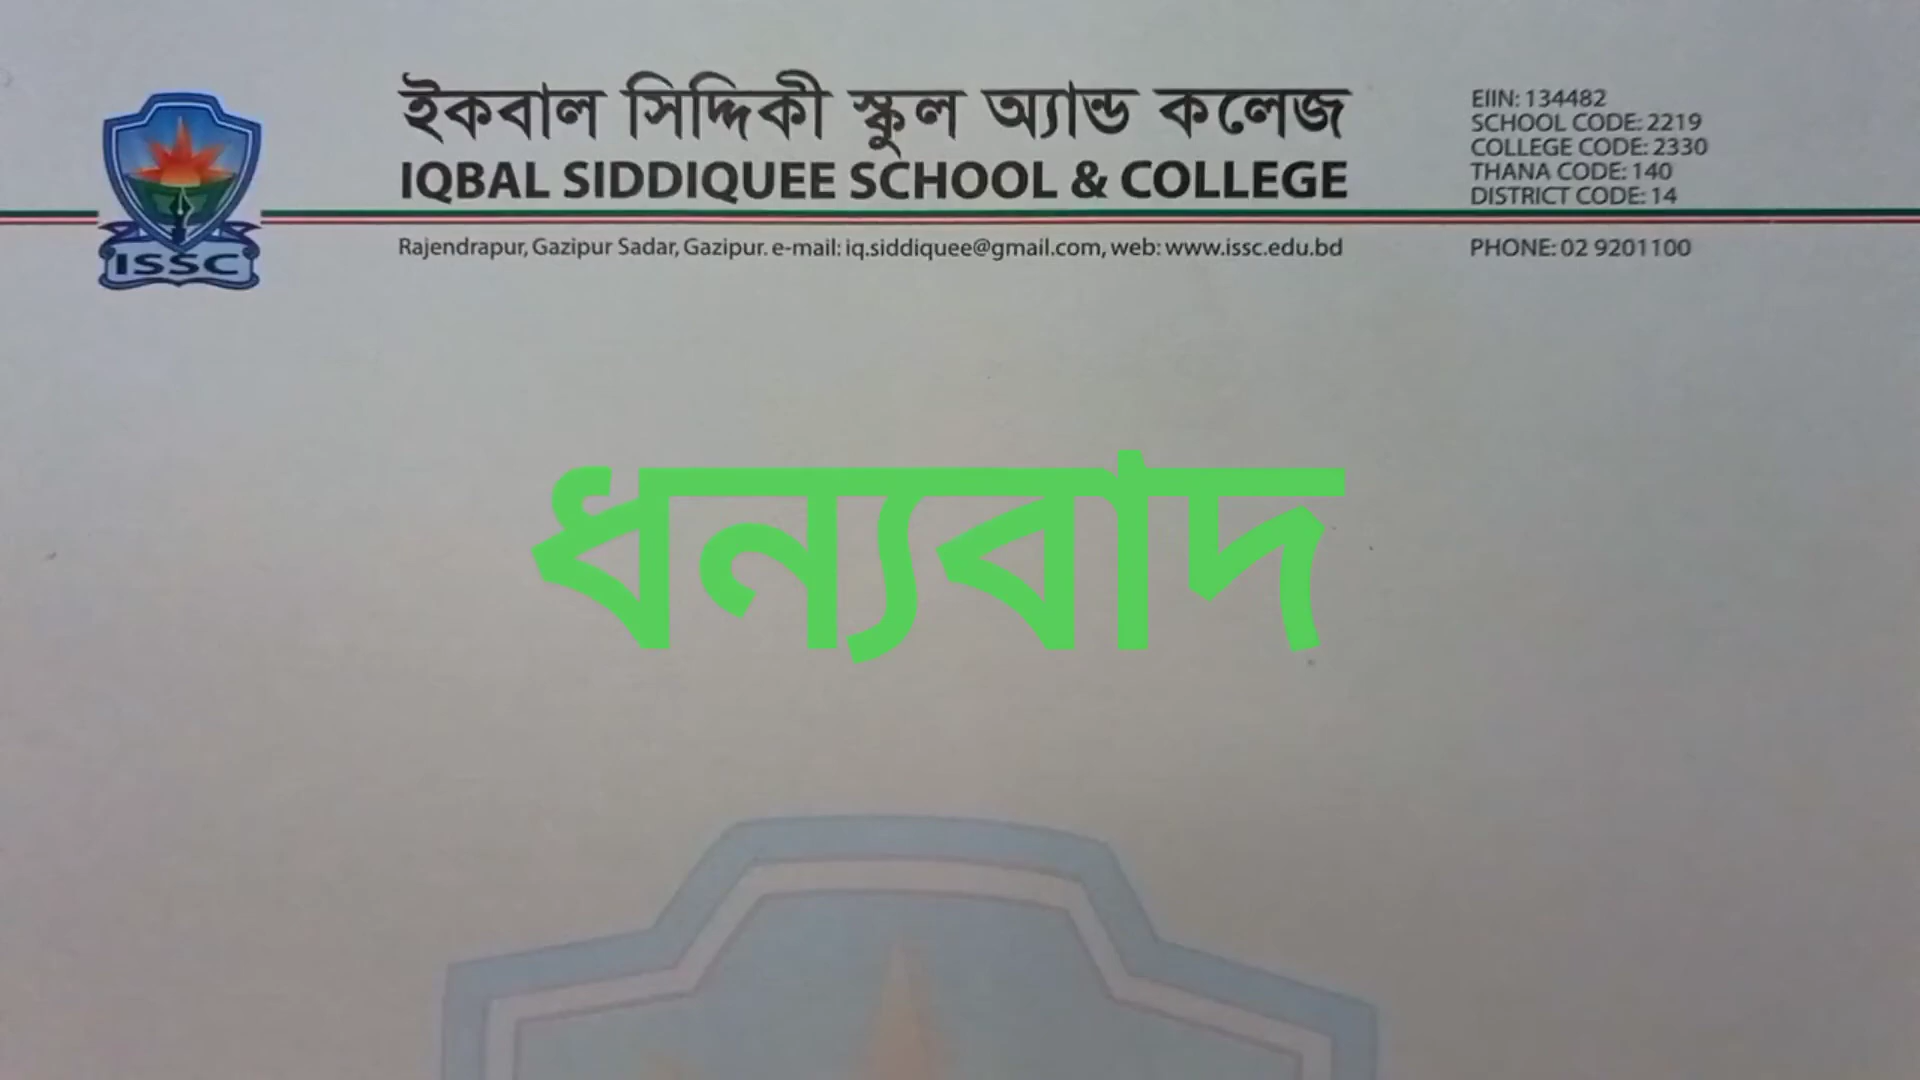 ইকবাল সিদ্দিকী স্কুল অ্যান্ড কলেজ
IQBAL SIDDIQUEE SCHOOL & COLLEGE
Rajendrapur, Gazipur Sadar, Gazipur. e-mail: iq.siddiquee@gmail.com, web: www.issc.edu.bd
EIIN: 134482
SCHOOL CODE: 2219
COLLEGE CODE: 2330
THANA CODE: 140
DISTRICT CODE: 14
PHONE: 02 9201100
ISSC
ধন্যবাদ